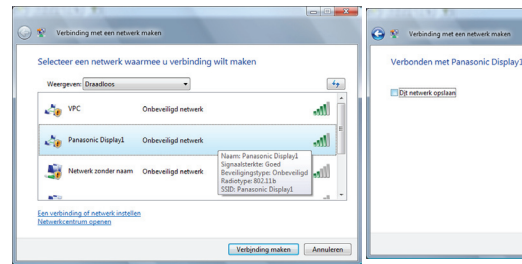 Verbinding met een netwerk maken
Selecteer een netwerk waarmee u verbinding wilt maken
Weergeven: Draadloos
VPC Onbeveiligd netwerk
Panasonic Display1 Onbeveiligd netwerk
Naam: Panasonic Display1
Signaalsterkte: Goed
Beveiligingstype: Onbeveiligd
Radiotype: 802.11b
SSID: Panasonic Display1
Netwerk zonder naam Onbeveiligd netwerk
Een verbinding of netwerk instellen
Netwerkcentrum openen
Verbinding maken Annuleren
Verbinding met een netwerk maken
Verbonden met Panasonic Display1
Dit netwerk opslaan